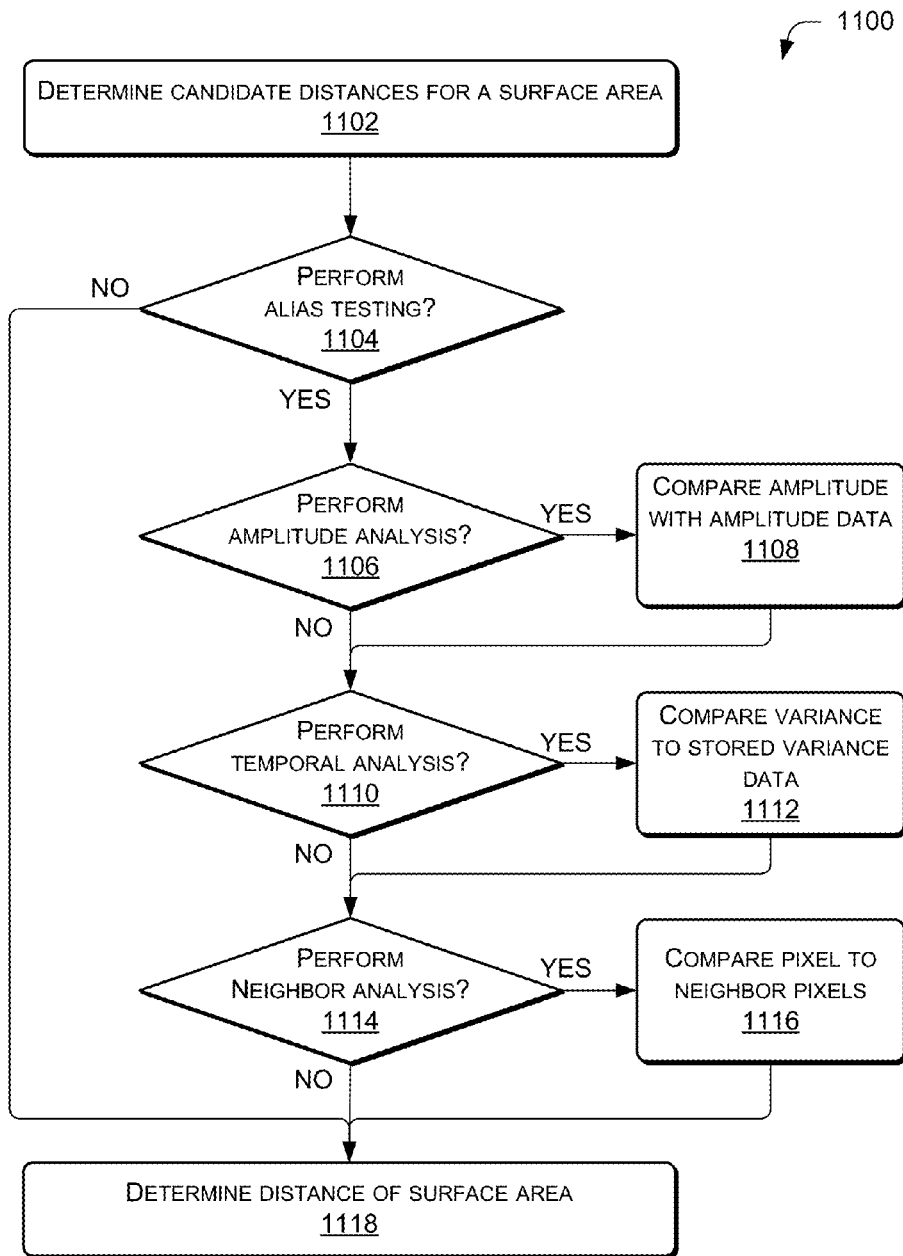 1100
DETERMINE CANDIDATE DISTANCES FOR A SURFACE AREA
1102
NO
PERFORM
ALIAS TESTING?
1104
YES
PERFORM
AMPLITUDE ANALYSIS?
1106
YES
COMPARE AMPLITUDE
WITH AMPLITUDE DATA
1108
NO
PERFORM
TEMPORAL ANALYSIS?
1110
YES
COMPARE VARIANCE
TO STORED VARIANCE
DATA
1112
NO
PERFORM
NEIGHBOR ANALYSIS?
1114
YES
COMPARE PIXEL TO
NEIGHBOR PIXELS
1116
NO
DETERMINE DISTANCE OF SURFACE AREA
1118